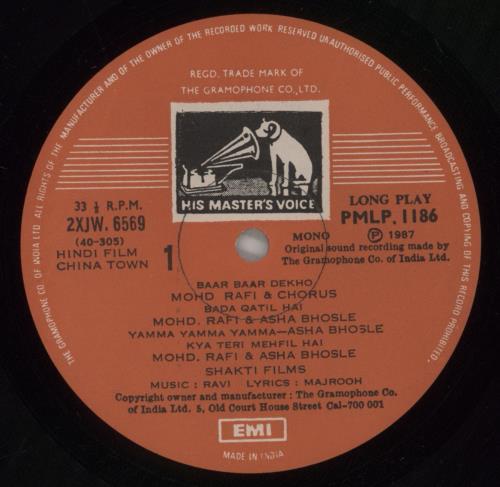 THE GRAMOPHONE CO. OF INDIA LTD. ALL RIGHTS OF THE MANUFACTURER AND OF THE OWNER OF THE RECORDED WORK RESERVED UNAUTHORISED PUBLIC PERFORMANCE BROADCASTING AND COPYING OF THIS RECORD PROHIBITED.
REGD. TRADE MARK OF
THE GRAMOPHONE CO., LTD.
HIS MASTER'S VOICE
33 ⅓ R.P.M.
2XJW. 6569
(40-305)
HINDI FILM
CHINA TOWN
1
LONG PLAY
PMLP. 1186
MONO Ⓟ 1987
Original sound recording made by
The Gramophone Co. of India Ltd.
BAAR BAAR DEKHO
MOHD RAFI & CHORUS
BADA QATIL HAI
MOHD. RAFI & ASHA BHOSLE
YAMMA YAMMA YAMMA—ASHA BHOSLE
KYA TERI MEHFIL HAI
MOHD. RAFI & ASHA BHOSLE
SHAKTI FILMS
MUSIC : RAVI LYRICS : MAJROOH
Copyright owner and manufacturer : The Gramophone Co.
of India Ltd. 5, Old Court House Street Cal-700 001
EMI
MADE IN INDIA